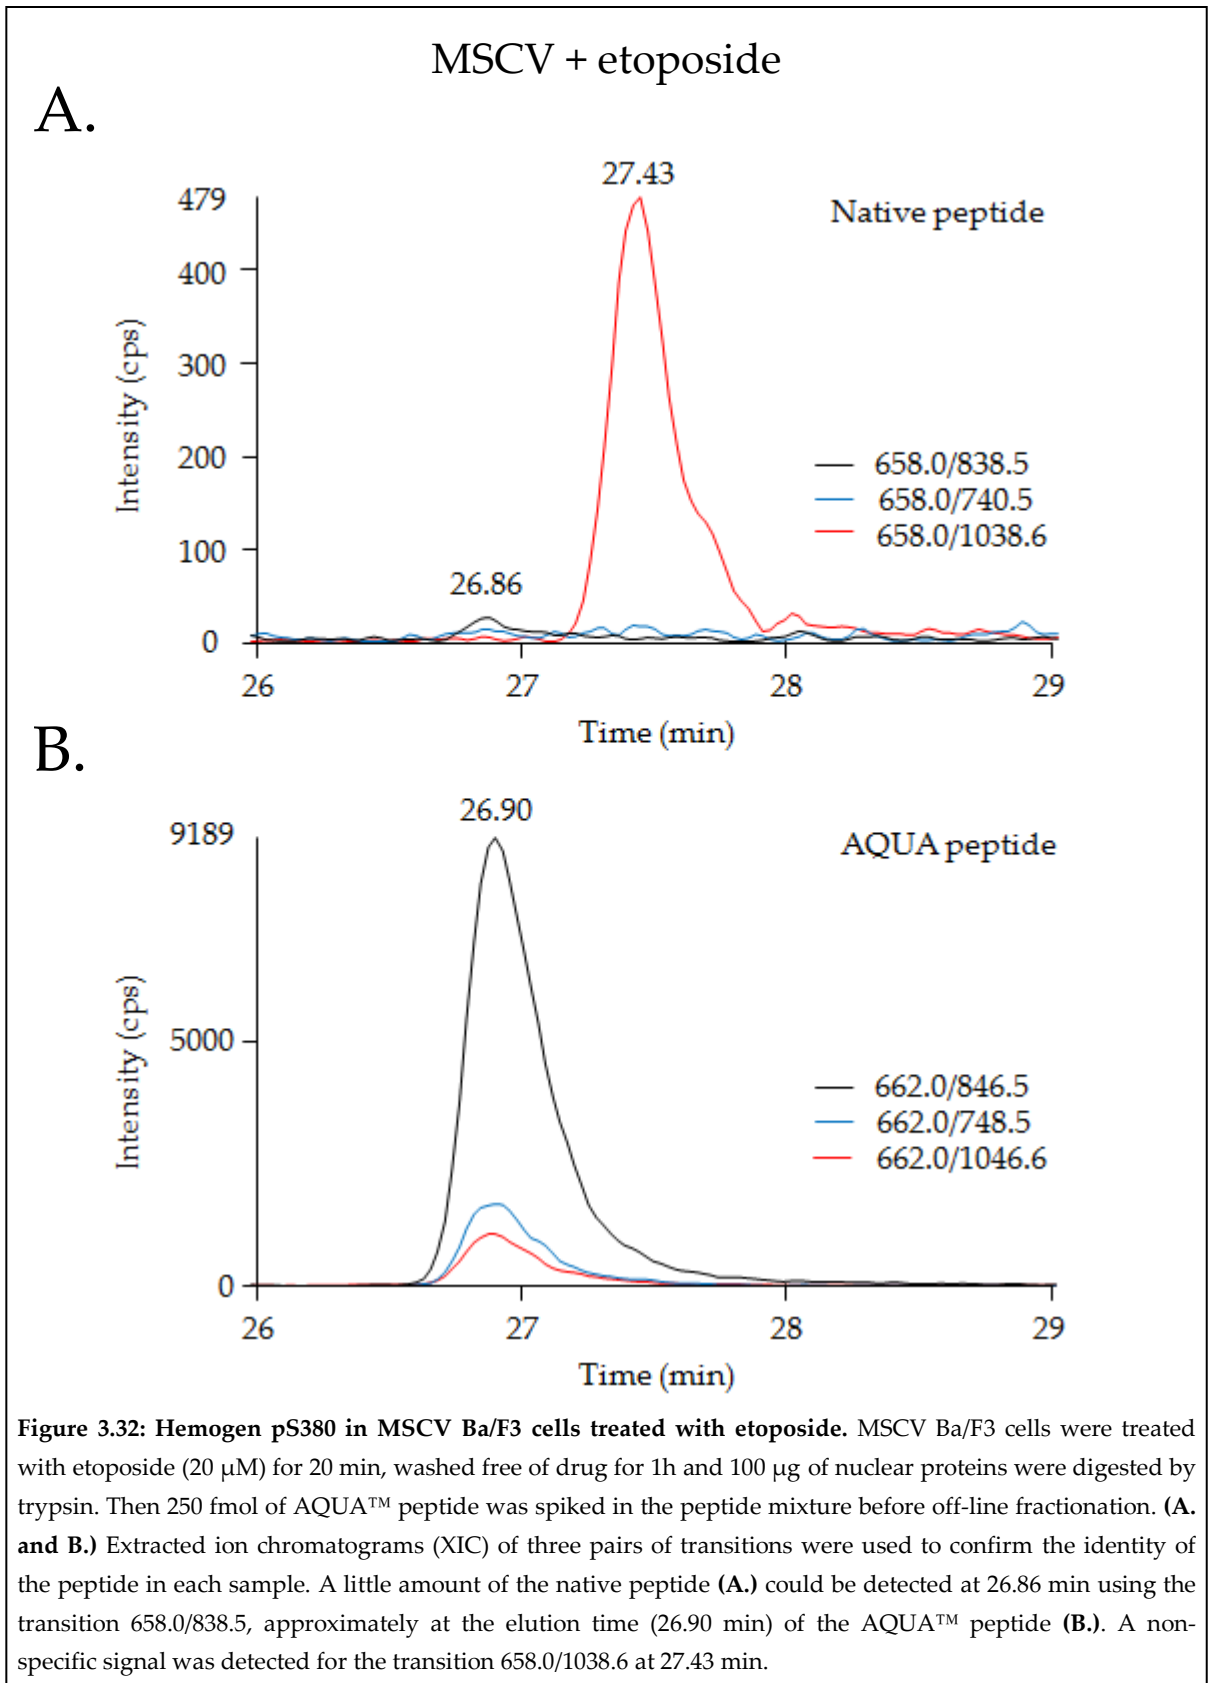 MSCV + etoposide
A.
27.43
479
Native peptide
400
300
200
658.0/838.5
658.0/740.5
658.0/1038.6
100
26.86
0
26 27 28 29
Intensity (cps)
Time (min)
B.
26.90
9189
AQUA peptide
5000
662.0/846.5
662.0/748.5
662.0/1046.6
0
26 27 28 29
Intensity (cps)
Time (min)
Figure 3.32: Hemogen pS380 in MSCV Ba/F3 cells treated with etoposide. MSCV Ba/F3 cells were treated
with etoposide (20 µM) for 20 min, washed free of drug for 1h and 100 µg of nuclear proteins were digested by
trypsin. Then 250 fmol of AQUA™ peptide was spiked in the peptide mixture before off-line fractionation. (A.
and B.) Extracted ion chromatograms (XIC) of three pairs of transitions were used to confirm the identity of
the peptide in each sample. A little amount of the native peptide (A.) could be detected at 26.86 min using the
transition 658.0/838.5, approximately at the elution time (26.90 min) of the AQUA™ peptide (B.). A non-
specific signal was detected for the transition 658.0/1038.6 at 27.43 min.